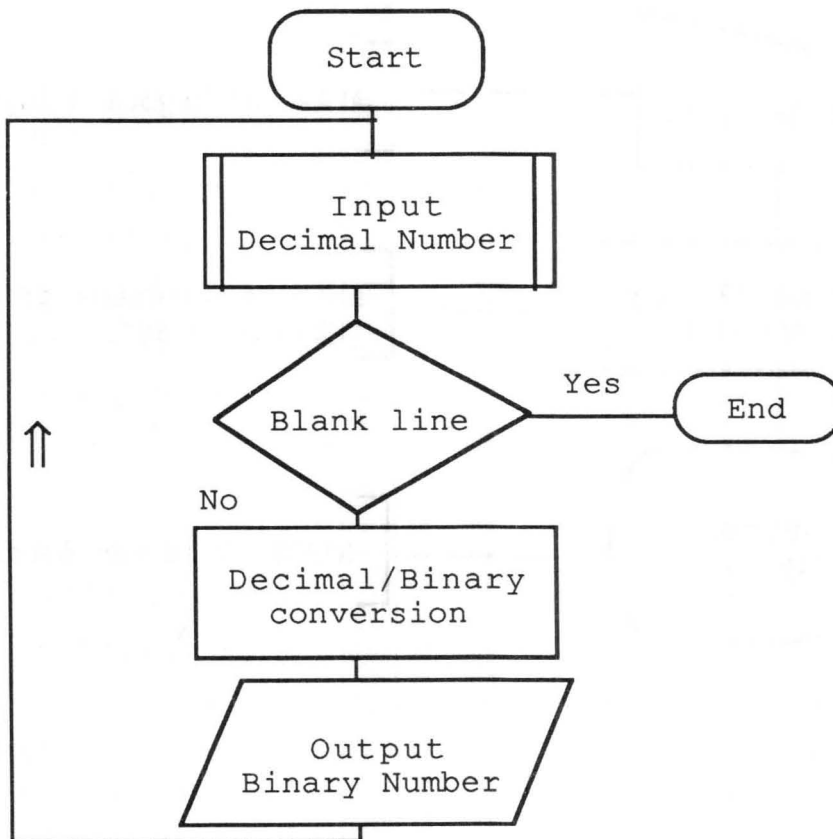 Start
Input
Decimal Number
Blank line
Yes
End
No
Decimal/Binary
conversion
Output
Binary Number